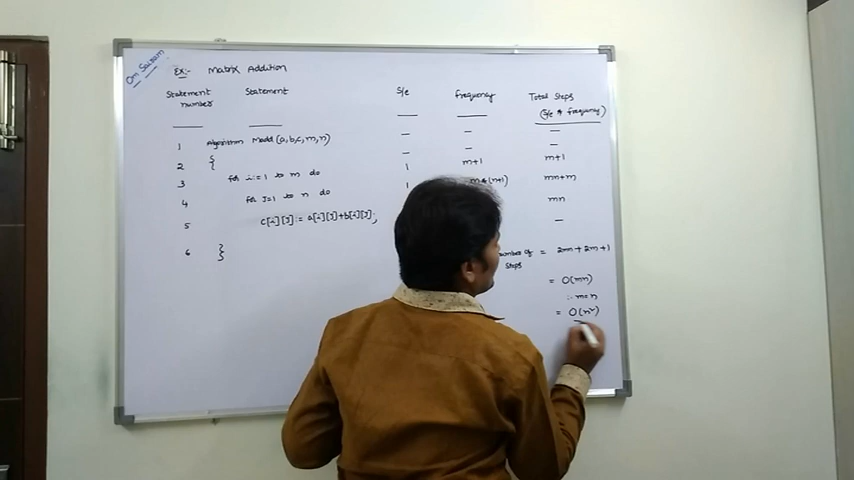 Om Sairam
Ex:- Matrix Addition
Statement number Statement S/e frequency Total Steps (S/e * frequency)
1 Algorithm Madd (a,b,c,m,n) - - -
2 { - - -
3 for i:=1 to m do 1 m+1 m+1
4 for J=1 to n do 1 m*(n+1) mn+m
5 c[i][J]:= a[i][J]+b[i][J]; mn
6 } -
Steps = 2mn + 2m + 1
= O(mn)
∴ m=n
= O(n²)